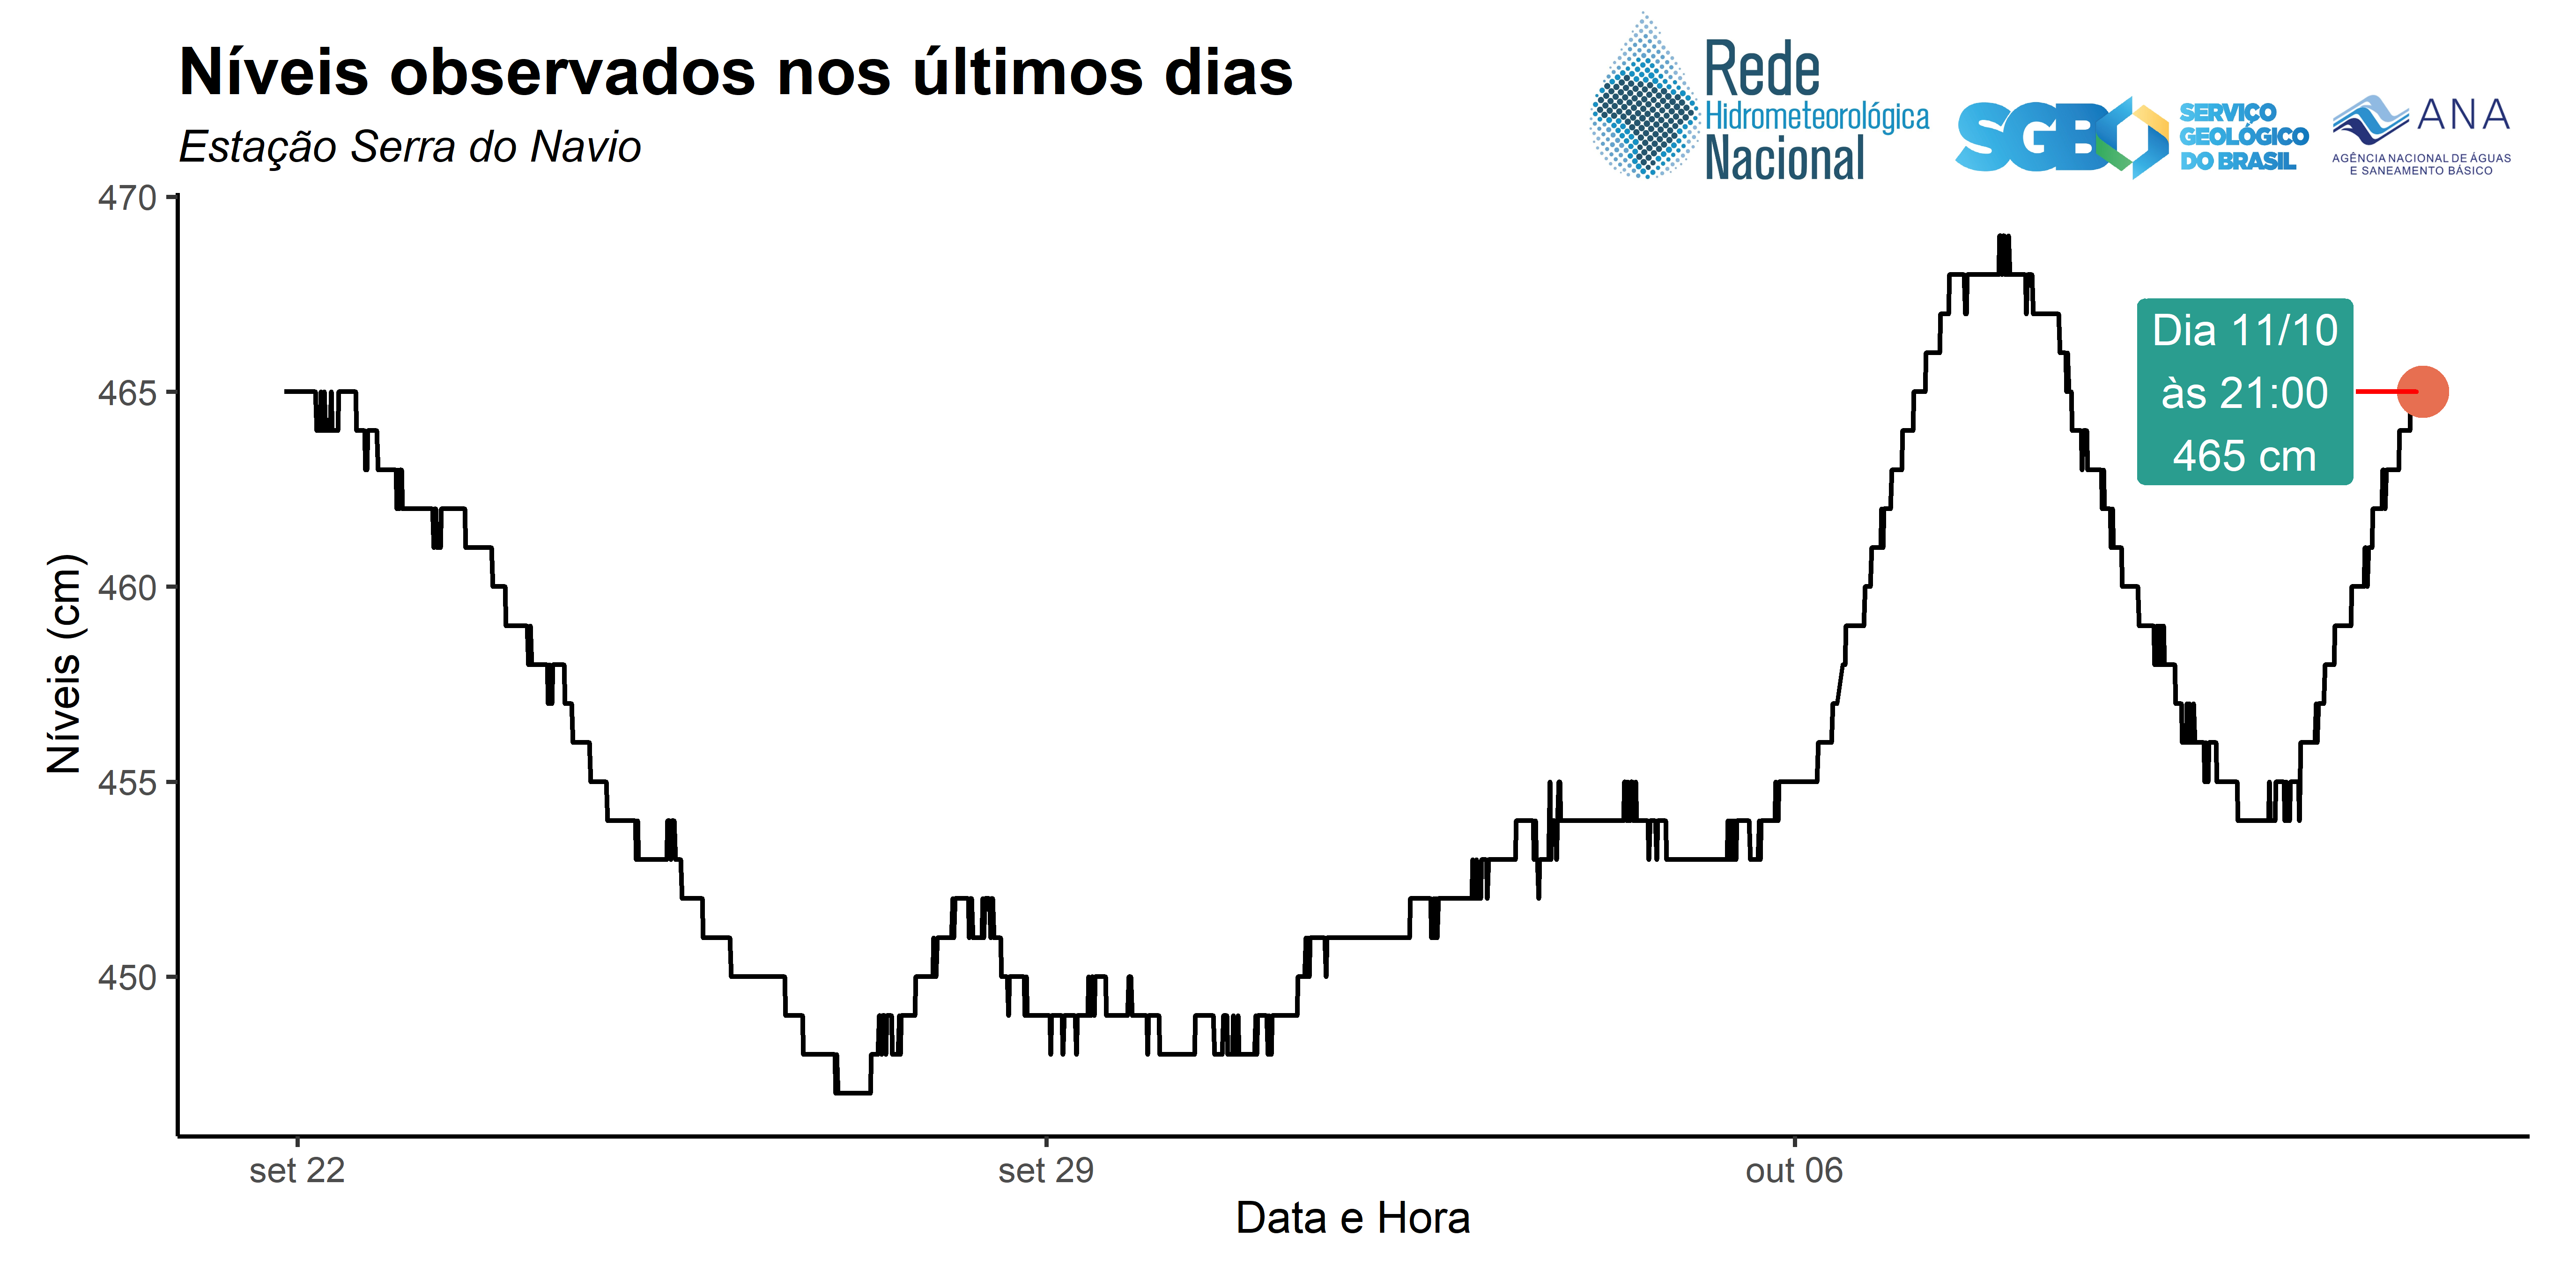 Níveis observados nos últimos dias
Estação Serra do Navio
Rede
Hidrometeorológica
Nacional
SGB
SERVIÇO
GEOLÓGICO
DO BRASIL
ANA
AGÊNCIA NACIONAL DE ÁGUAS
E SANEAMENTO BÁSICO
470
465
460
455
450
Níveis (cm)
Dia 11/10
às 21:00
465 cm
set 22
set 29
out 06
Data e Hora